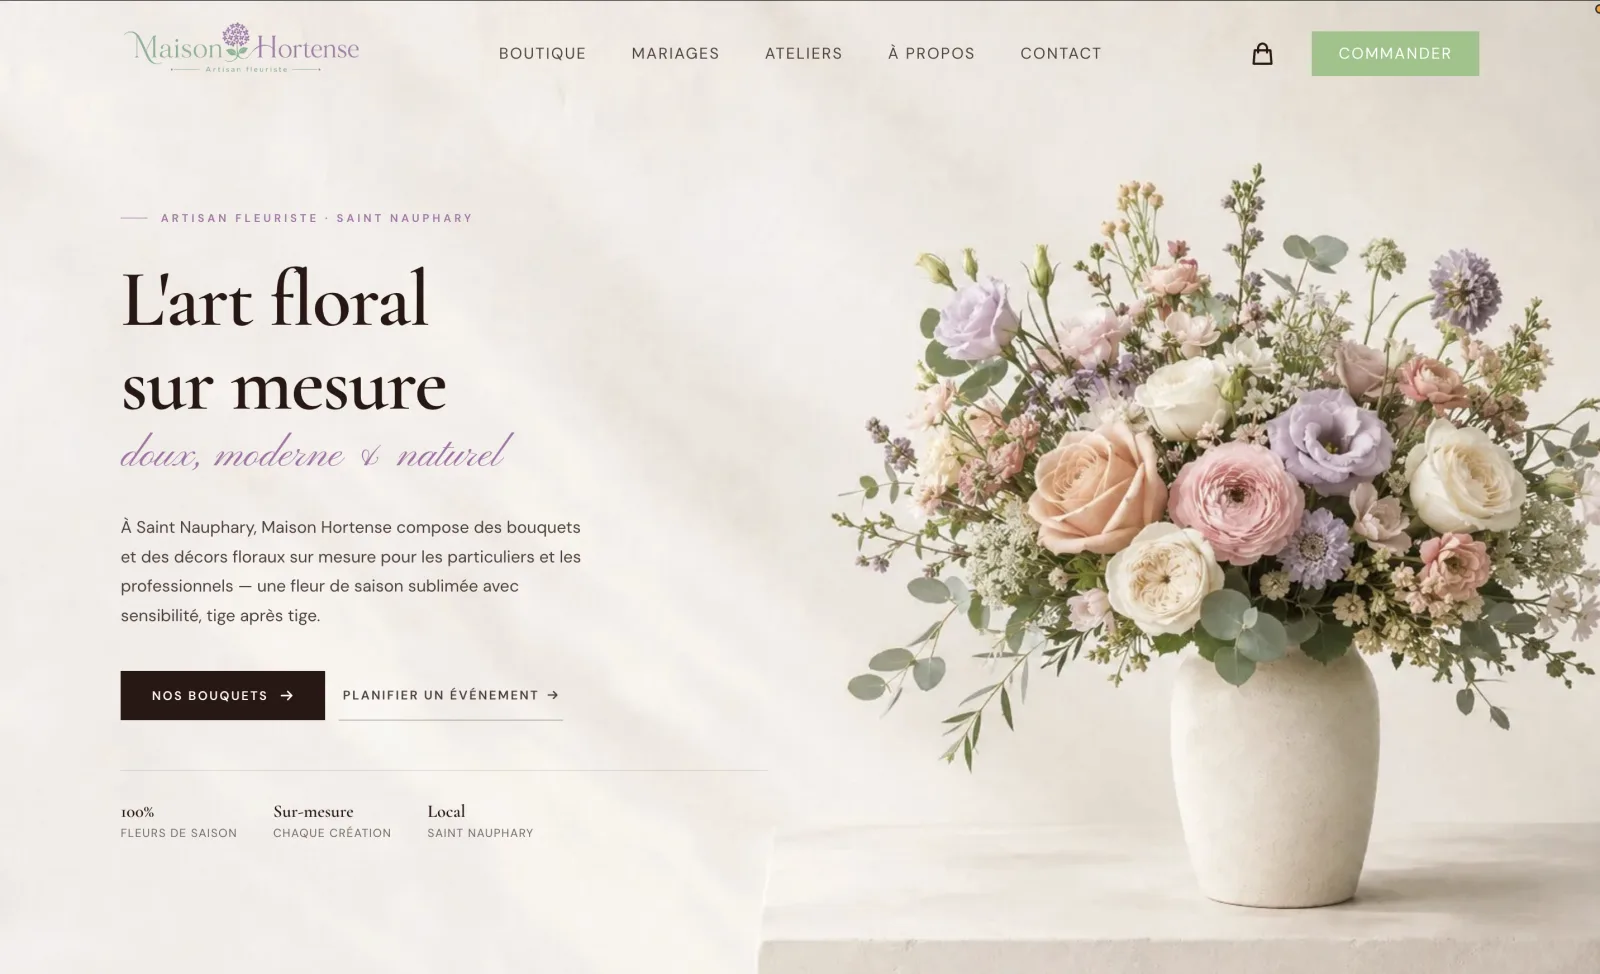 Maison Hortense
Artisan fleuriste
BOUTIQUE
MARIAGES
ATELIERS
À PROPOS
CONTACT
COMMANDER
ARTISAN FLEURISTE · SAINT NAUPHARY
L'art floral
sur mesure
doux, moderne & naturel
À Saint Nauphary, Maison Hortense compose des bouquets
et des décors floraux sur mesure pour les particuliers et les
professionnels — une fleur de saison sublimée avec
sensibilité, tige après tige.
NOS BOUQUETS →
PLANIFIER UN ÉVÉNEMENT →
100%
FLEURS DE SAISON
Sur-mesure
CHAQUE CRÉATION
Local
SAINT NAUPHARY